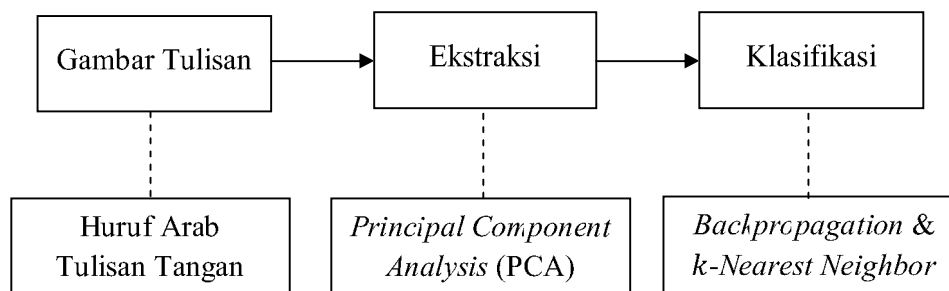 Gambar Tulisan
Ekstraksi
Klasifikasi
Huruf Arab
Tulisan Tangan
Principal Component
Analysis (PCA)
Backpropagation &
k-Nearest Neighbor